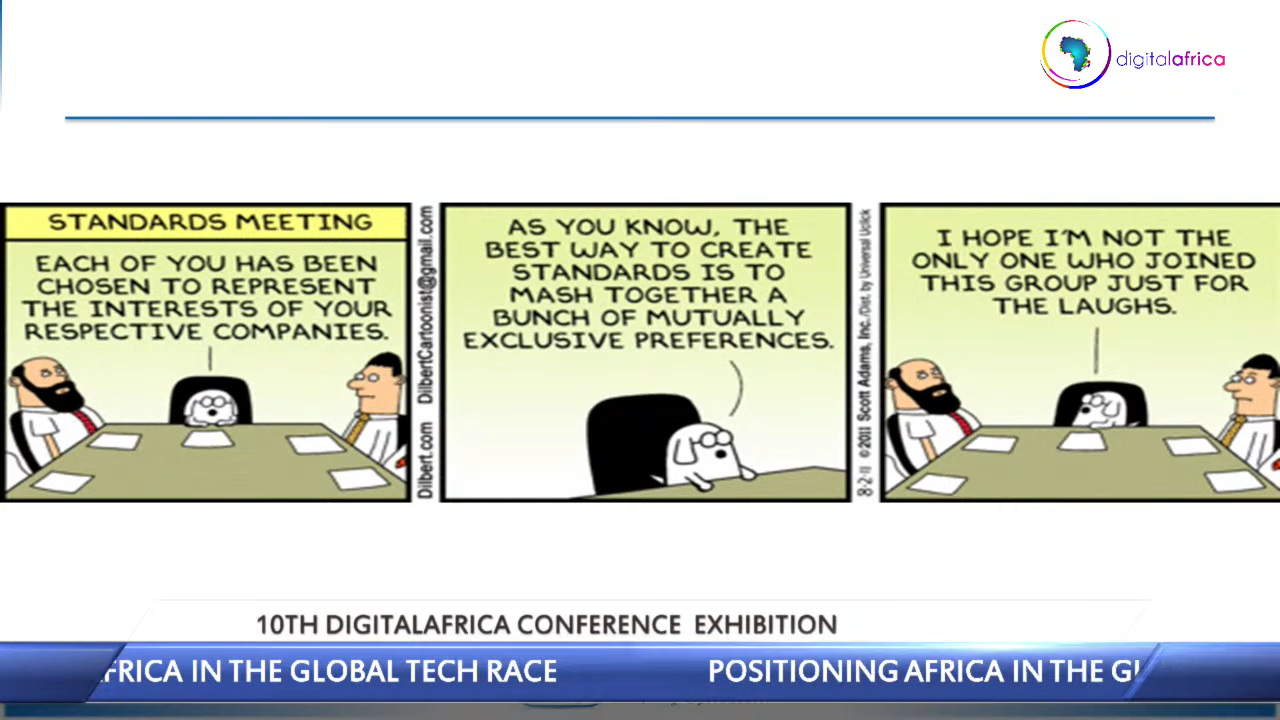 digitalafrica
STANDARDS MEETING
EACH OF YOU HAS BEEN
CHOSEN TO REPRESENT
THE INTERESTS OF YOUR
RESPECTIVE COMPANIES.
Dilbert.com DilbertCartoonist@gmail.com
AS YOU KNOW, THE
BEST WAY TO CREATE
STANDARDS IS TO
MASH TOGETHER A
BUNCH OF MUTUALLY
EXCLUSIVE PREFERENCES.
8-2-11 ©2011 Scott Adams, Inc./Dist. by Universal Uclick
I HOPE I'M NOT THE
ONLY ONE WHO JOINED
THIS GROUP JUST FOR
THE LAUGHS.
10TH DIGITALAFRICA CONFERENCE EXHIBITION
FRICA IN THE GLOBAL TECH RACE POSITIONING AFRICA IN THE GL